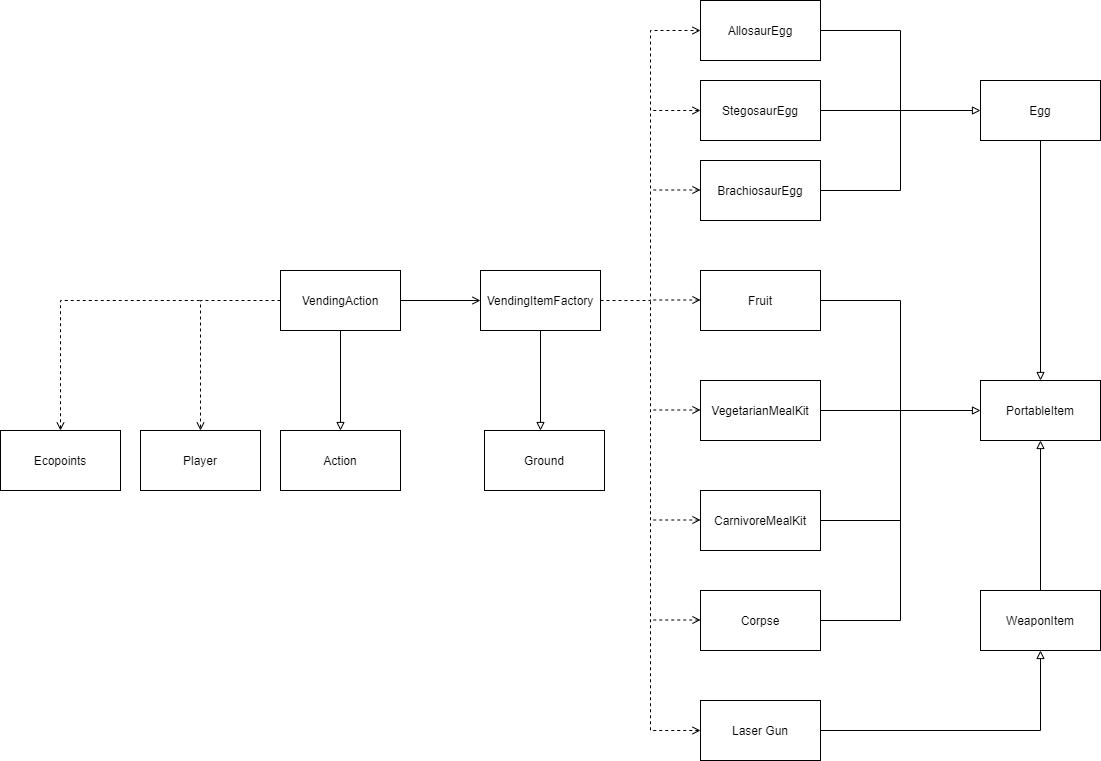 AllosaurEgg
StegosaurEgg
Egg
BrachiosaurEgg
VendingAction
VendingItemFactory
Fruit
VegetarianMealKit
PortableItem
Ecopoints
Player
Action
Ground
CarnivoreMealKit
Corpse
WeaponItem
Laser Gun